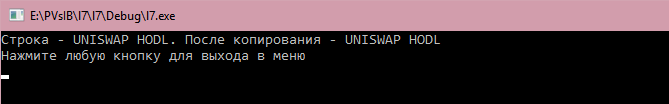 E:\PVsIB\I7\I7\Debug\I7.exe
Строка - UNISWAP HODL. После копирования - UNISWAP HODL
Нажмите любую кнопку для выхода в меню